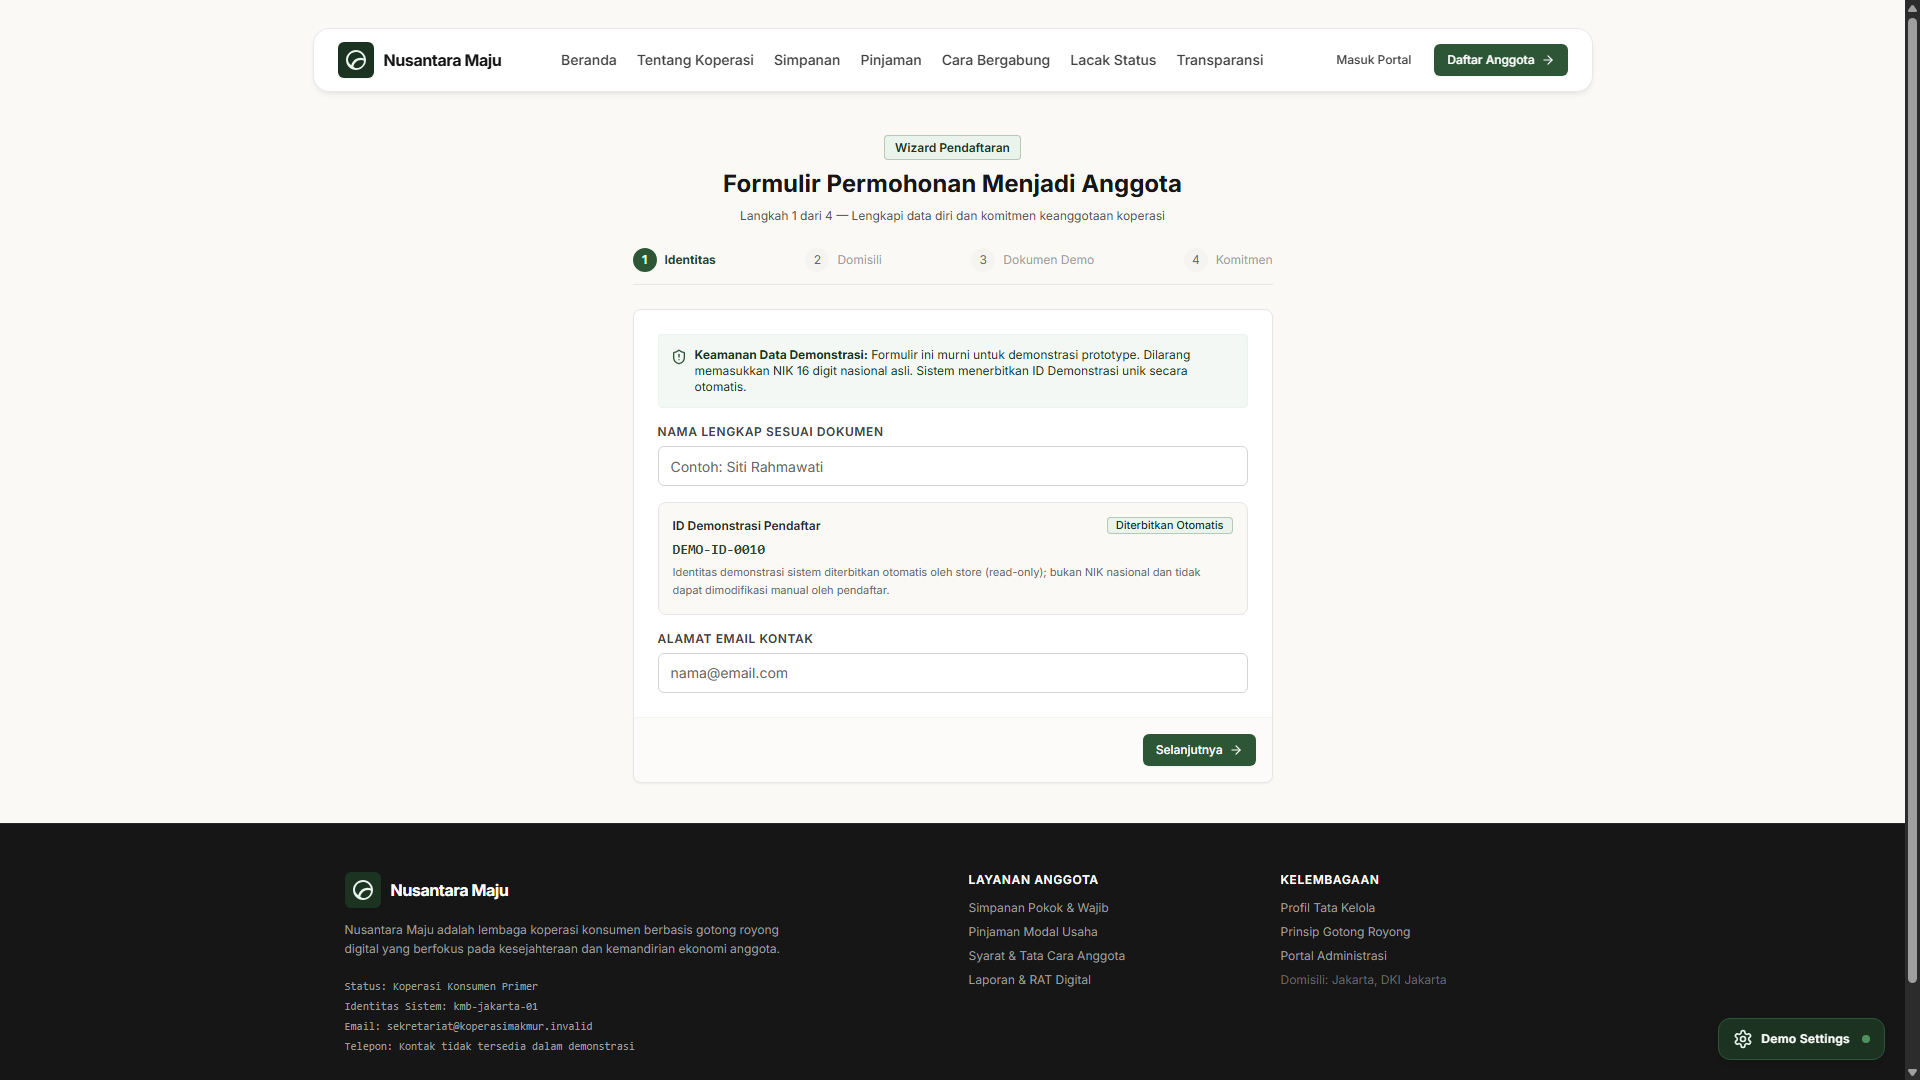 Nusantara Maju
Beranda
Tentang Koperasi
Simpanan
Pinjaman
Cara Bergabung
Lacak Status
Transparansi
Masuk Portal
Daftar Anggota
Wizard Pendaftaran
Formulir Permohonan Menjadi Anggota
Langkah 1 dari 4 — Lengkapi data diri dan komitmen keanggotaan koperasi
1 Identitas
2 Domisili
3 Dokumen Demo
4 Komitmen
Keamanan Data Demonstrasi: Formulir ini murni untuk demonstrasi prototype. Dilarang
memasukkan NIK 16 digit nasional asli. Sistem menerbitkan ID Demonstrasi unik secara
otomatis.
NAMA LENGKAP SESUAI DOKUMEN
Contoh: Siti Rahmawati
ID Demonstrasi Pendaftar
Diterbitkan Otomatis
DEMO-ID-0010
Identitas demonstrasi sistem diterbitkan otomatis oleh store (read-only); bukan NIK nasional dan tidak
dapat dimodifikasi manual oleh pendaftar.
ALAMAT EMAIL KONTAK
nama@email.com
Selanjutnya
Nusantara Maju
Nusantara Maju adalah lembaga koperasi konsumen berbasis gotong royong
digital yang berfokus pada kesejahteraan dan kemandirian ekonomi anggota.
Status: Koperasi Konsumen Primer
Identitas Sistem: kmb-jakarta-01
Email: sekretariat@koperasimakmur.invalid
Telepon: Kontak tidak tersedia dalam demonstrasi
LAYANAN ANGGOTA
Simpanan Pokok & Wajib
Pinjaman Modal Usaha
Syarat & Tata Cara Anggota
Laporan & RAT Digital
KELEMBAGAAN
Profil Tata Kelola
Prinsip Gotong Royong
Portal Administrasi
Domisili: Jakarta, DKI Jakarta
Demo Settings